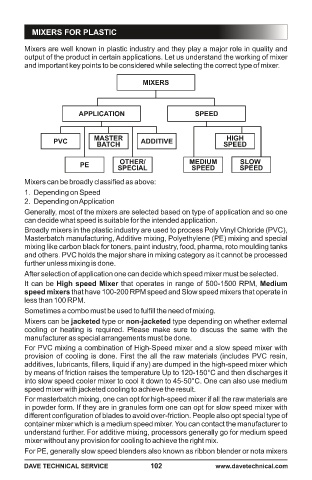 MIXERS FOR PLASTIC
Mixers are well known in plastic industry and they play a major role in quality and
output of the product in certain applications. Let us understand the working of mixer
and important key points to be considered while selecting the correct type of mixer.
MIXERS
APPLICATION SPEED
PVC MASTER BATCH ADDITIVE HIGH SPEED
PE OTHER/ SPECIAL MEDIUM SPEED SLOW SPEED
Mixers can be broadly classified as above:
1. Depending on Speed
2. Depending on Application
Generally, most of the mixers are selected based on type of application and so one
can decide what speed is suitable for the intended application.
Broadly mixers in the plastic industry are used to process Poly Vinyl Chloride (PVC),
Masterbatch manufacturing, Additive mixing, Polyethylene (PE) mixing and special
mixing like carbon black for toners, paint industry, food, pharma, roto moulding tanks
and others. PVC holds the major share in mixing category as it cannot be processed
further unless mixing is done.
After selection of application one can decide which speed mixer must be selected.
It can be High speed Mixer that operates in range of 500-1500 RPM, Medium
speed mixers that have 100-200 RPM speed and Slow speed mixers that operate in
less than 100 RPM.
Sometimes a combo must be used to fulfill the need of mixing.
Mixers can be jacketed type or non-jacketed type depending on whether external
cooling or heating is required. Please make sure to discuss the same with the
manufacturer as special arrangements must be done.
For PVC mixing a combination of High-Speed mixer and a slow speed mixer with
provision of cooling is done. First the all the raw materials (includes PVC resin,
additives, lubricants, fillers, liquid if any) are dumped in the high-speed mixer which
by means of friction raises the temperature Up to 120-150°C and then discharges it
into slow speed cooler mixer to cool it down to 45-50°C. One can also use medium
speed mixer with jacketed cooling to achieve the result.
For masterbatch mixing, one can opt for high-speed mixer if all the raw materials are
in powder form. If they are in granules form one can opt for slow speed mixer with
different configuration of blades to avoid over-friction. People also opt special type of
container mixer which is a medium speed mixer. You can contact the manufacturer to
understand further. For additive mixing, processors generally go for medium speed
mixer without any provision for cooling to achieve the right mix.
For PE, generally slow speed blenders also known as ribbon blender or nota mixers
DAVE TECHNICAL SERVICE 102 www.davetechnical.com